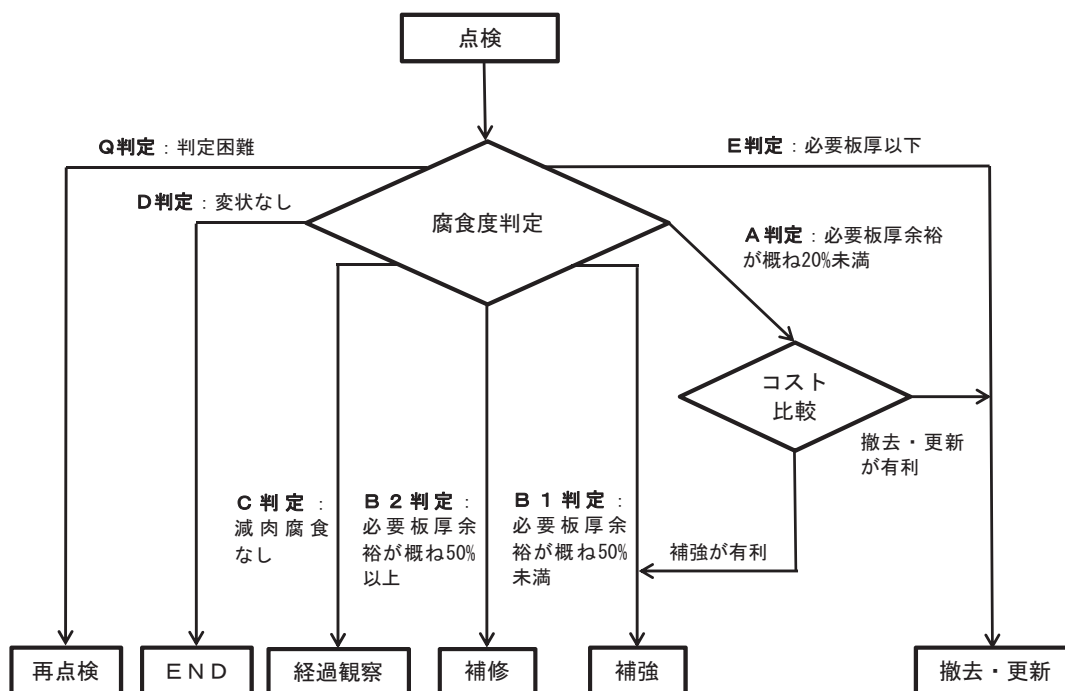 点検
Q判定：判定困難
E判定：必要板厚以下
D判定：変状なし
腐食度判定
A判定：必要板厚余裕
が概ね20%未満
コスト
比較
撤去・更新
が有利
C判定：
減肉腐食
なし
B2判定：
必要板厚余
裕が概ね50%
以上
B1判定：
必要板厚余
裕が概ね50%
未満
補強が有利
再点検
END
経過観察
補修
補強
撤去・更新